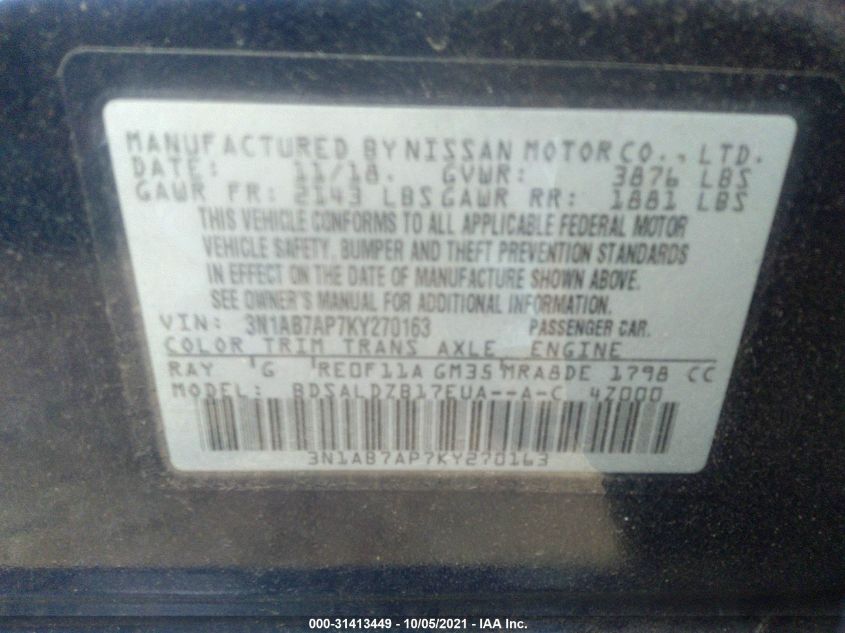 MANUFACTURED BY NISSAN MOTOR CO., LTD.
DATE: 11/18. GVWR: 3876 LBS
GAWR FR: 2143 LBS GAWR RR: 1881 LBS
THIS VEHICLE CONFORMS TO ALL APPLICABLE FEDERAL MOTOR
VEHICLE SAFETY, BUMPER AND THEFT PREVENTION STANDARDS
IN EFFECT ON THE DATE OF MANUFACTURE SHOWN ABOVE.
SEE OWNER'S MANUAL FOR ADDITIONAL INFORMATION.
VIN: 3N1AB7AP7KY270163 PASSENGER CAR.
COLOR TRIM TRANS AXLE ENGINE
RAY G RE0F11A GM35 MRA8DE 1798 CC
MODEL: BDSALDZB17EUA--A-C 4Z000
3N1AB7AP7KY270163
000-31413449 - 10/05/2021 - IAA Inc.